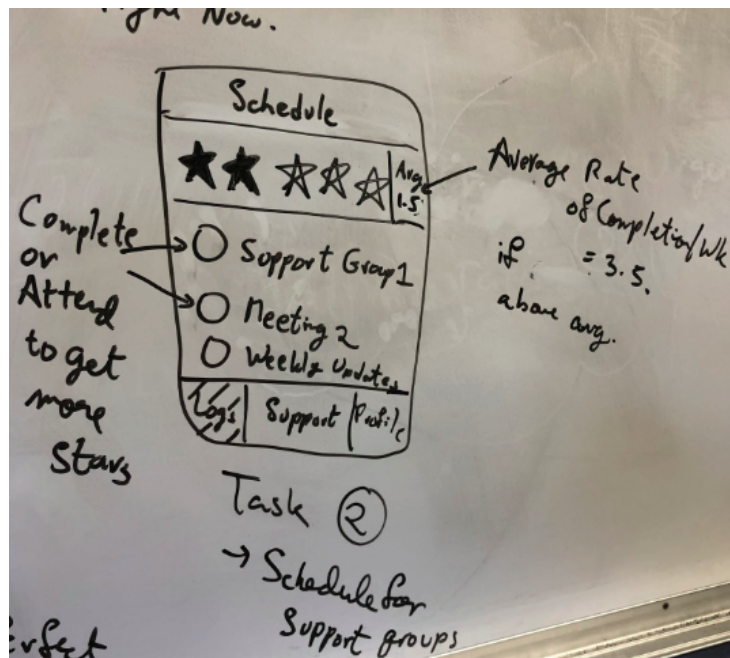 Right Now.
Schedule
Avg
1.5
Support Group 1
Meeting 2
Weekly Updates
Logs
Support
Profile
Complete
or
Attend
to get
more
stars
Average Rate
of Completion/Wk
if = 3.5.
above avg.
Task 2
→ Schedule for
Support groups